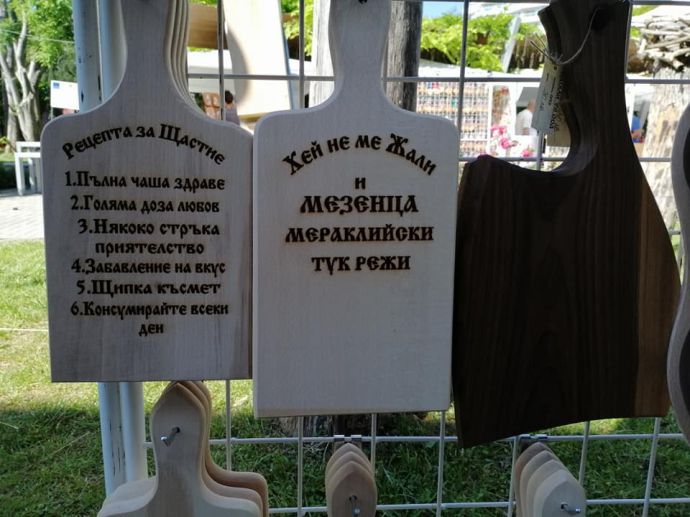 Рецепта за Щастие
1.Пълна чаша здраве
2.Голяма доза любов
3.Някоко стръка
приятелство
4.Забавление на вкус
5.Щипка късмет
6.Консумирайте всеки
ден
Хей не ме Жали
и
МЕЗЕНЦА
МЕРАКЛИЙСКИ
ТУК РЕЖИ